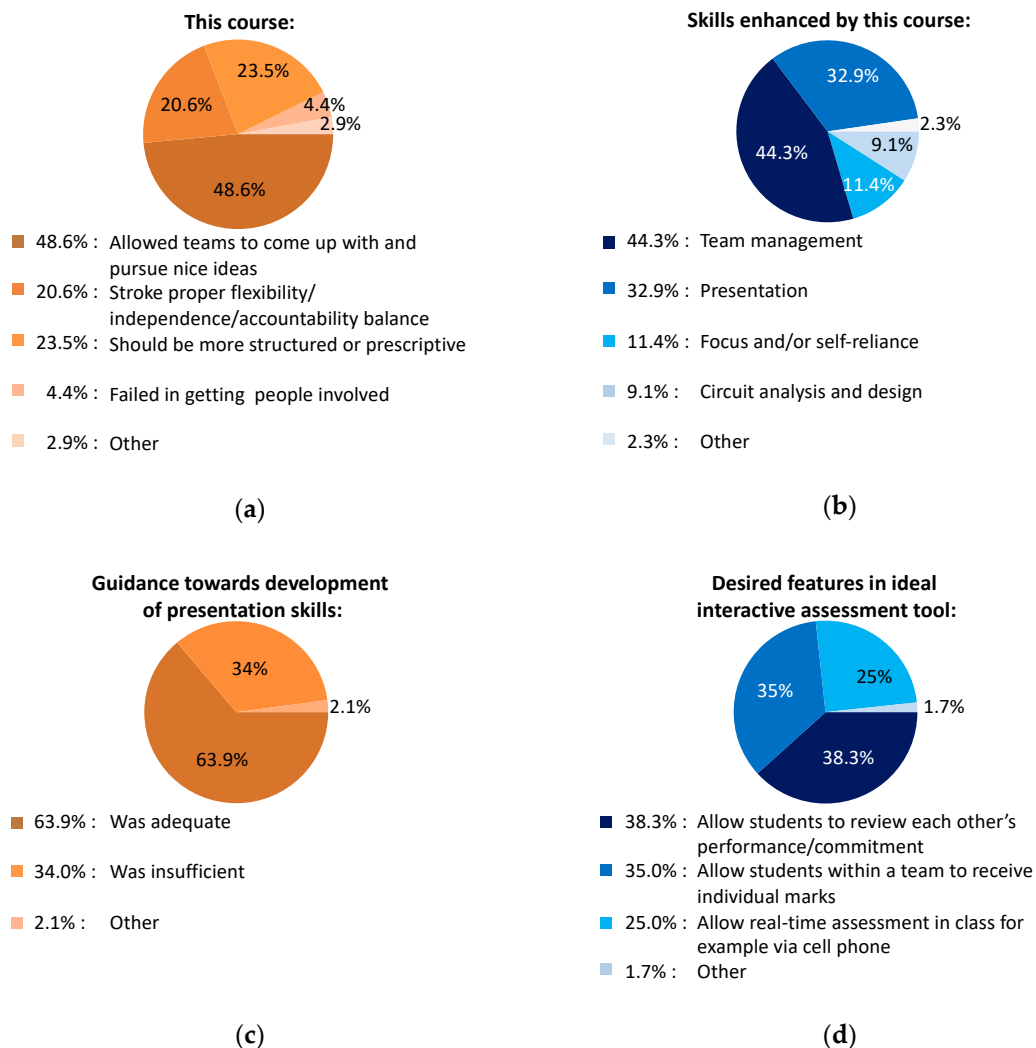 This course:
23.5%
4.4%
20.6%
2.9%
48.6%
48.6% : Allowed teams to come up with and
pursue nice ideas
20.6% : Stroke proper flexibility/
independence/accountability balance
23.5% : Should be more structured or prescriptive
4.4% : Failed in getting people involved
2.9% : Other
(a)
Skills enhanced by this course:
32.9%
2.3%
9.1%
44.3%
11.4%
44.3% : Team management
32.9% : Presentation
11.4% : Focus and/or self-reliance
9.1% : Circuit analysis and design
2.3% : Other
(b)
Guidance towards development
of presentation skills:
34%
2.1%
63.9%
63.9% : Was adequate
34.0% : Was insufficient
2.1% : Other
(c)
Desired features in ideal
interactive assessment tool:
25%
35%
1.7%
38.3%
38.3% : Allow students to review each other’s
performance/commitment
35.0% : Allow students within a team to receive
individual marks
25.0% : Allow real-time assessment in class for
example via cell phone
1.7% : Other
(d)